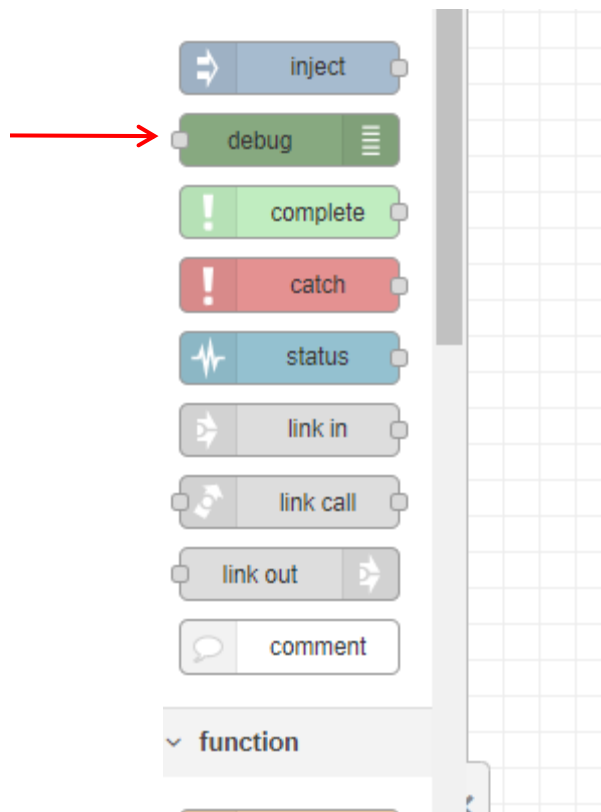 inject
debug
complete
catch
status
link in
link call
link out
comment
function